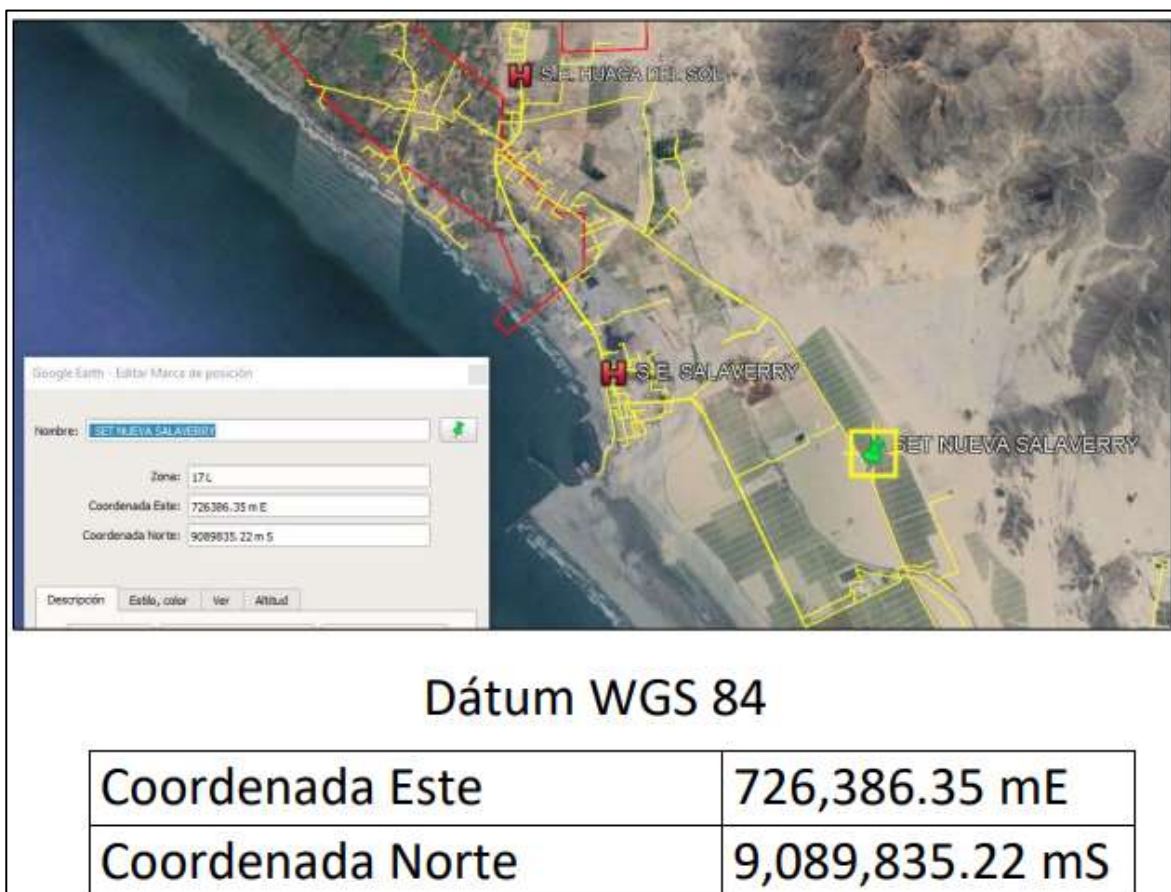 S.E. HUACA DEL SOL
S.E. SALAVERRY
SET NUEVA SALAVERRY
Google Earth - Editar Marca de posición
Nombre: SET NUEVA SALAVERRY
Zona: 17 L
Coordenada Este: 726386.35 m E
Coordenada Norte: 9089835.22 m S
Descripción Estilo, color Ver Altitud
Dátum WGS 84
Coordenada Este 726,386.35 mE
Coordenada Norte 9,089,835.22 mS